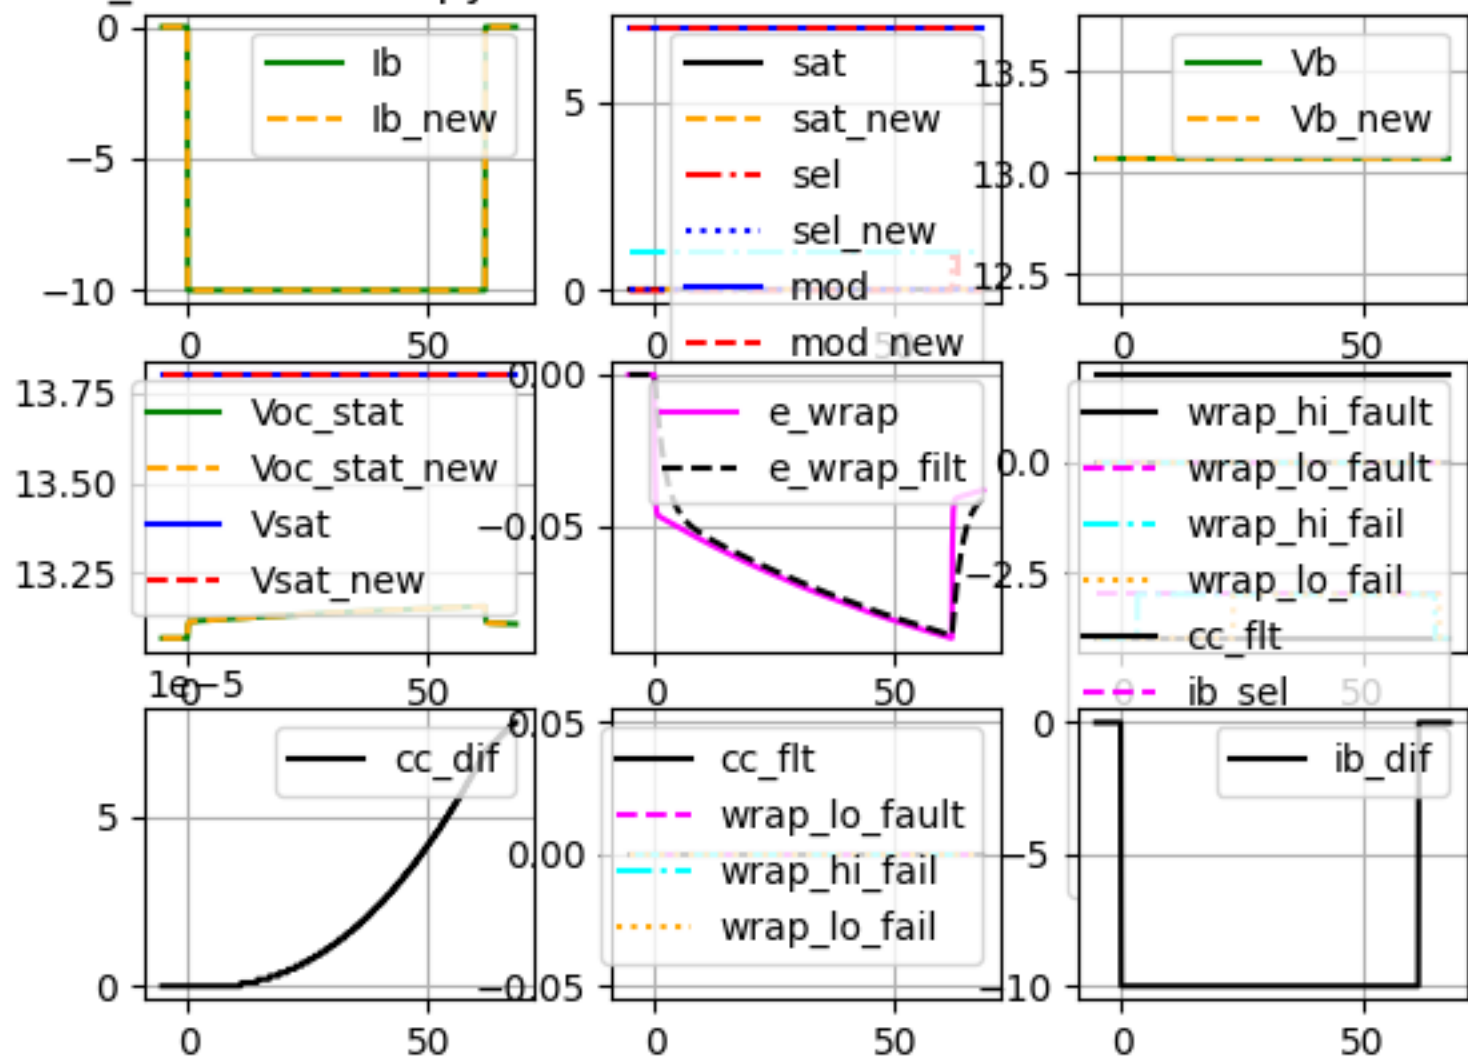 0
-5
-10
0
50
Ib
Ib_new
5
0
0
50
sat
sat_new
sel
sel_new
mod
mod_new
13.5
13.0
12.5
0
50
Vb
Vb_new
13.75
13.50
13.25
0
50
Voc_stat
Voc_stat_new
Vsat
Vsat_new
0.00
-0.05
0
50
e_wrap
e_wrap_filt
0.0
-2.5
0
50
wrap_hi_fault
wrap_lo_fault
wrap_hi_fail
wrap_lo_fail
cc_flt
ib_sel
1e-5
5
0
0
50
cc_dif
0.05
0.00
-0.05
0
50
cc_flt
wrap_lo_fault
wrap_hi_fail
wrap_lo_fail
0
-5
-10
0
50
ib_dif